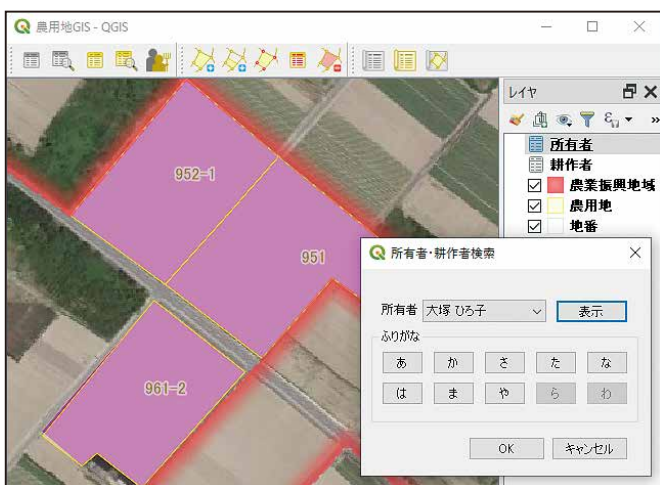 農用地GIS - QGIS
レイヤ
所有者
耕作者
農業振興地域
農用地
地番
952-1
951
961-2
所有者・耕作者検索
所有者 大塚 ひろ子 表示
ふりがな
あ か さ た な
は ま や ら わ
OK キャンセル